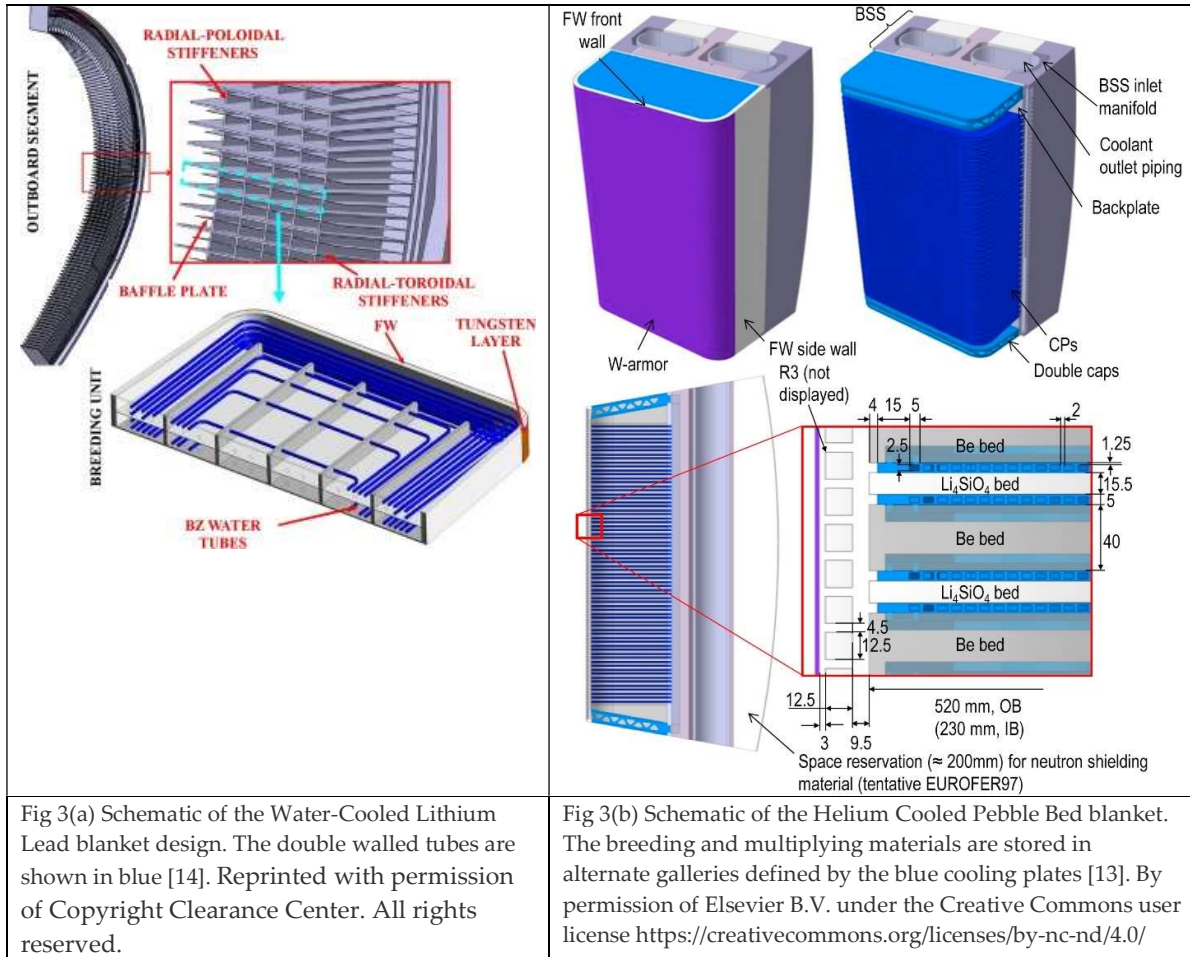 RADIAL-POLOIDAL
STIFFENERS
OUTBOARD SEGMENT
BAFFLE PLATE
RADIAL-TOROIDAL
STIFFENERS
FW
TUNGSTEN
LAYER
BREEDING UNIT
BZ WATER
TUBES
FW front
wall
BSS
BSS inlet
manifold
Coolant
outlet piping
Backplate
CPs
Double caps
W-armor
FW side wall
R3 (not
displayed)
4 15 5
2
2.5
1.25
Be bed
Li4SiO4 bed
15.5
5
Be bed
40
Li4SiO4 bed
4.5
Be bed
12.5
12.5
3 9.5
520 mm, OB
(230 mm, IB)
Space reservation (≈ 200mm) for neutron shielding
material (tentative EUROFER97)
Fig 3(a) Schematic of the Water-Cooled Lithium
Lead blanket design. The double walled tubes are
shown in blue [14]. Reprinted with permission
of Copyright Clearance Center. All rights
reserved.
Fig 3(b) Schematic of the Helium Cooled Pebble Bed blanket.
The breeding and multiplying materials are stored in
alternate galleries defined by the blue cooling plates [13]. By
permission of Elsevier B.V. under the Creative Commons user
license https://creativecommons.org/licenses/by-nc-nd/4.0/